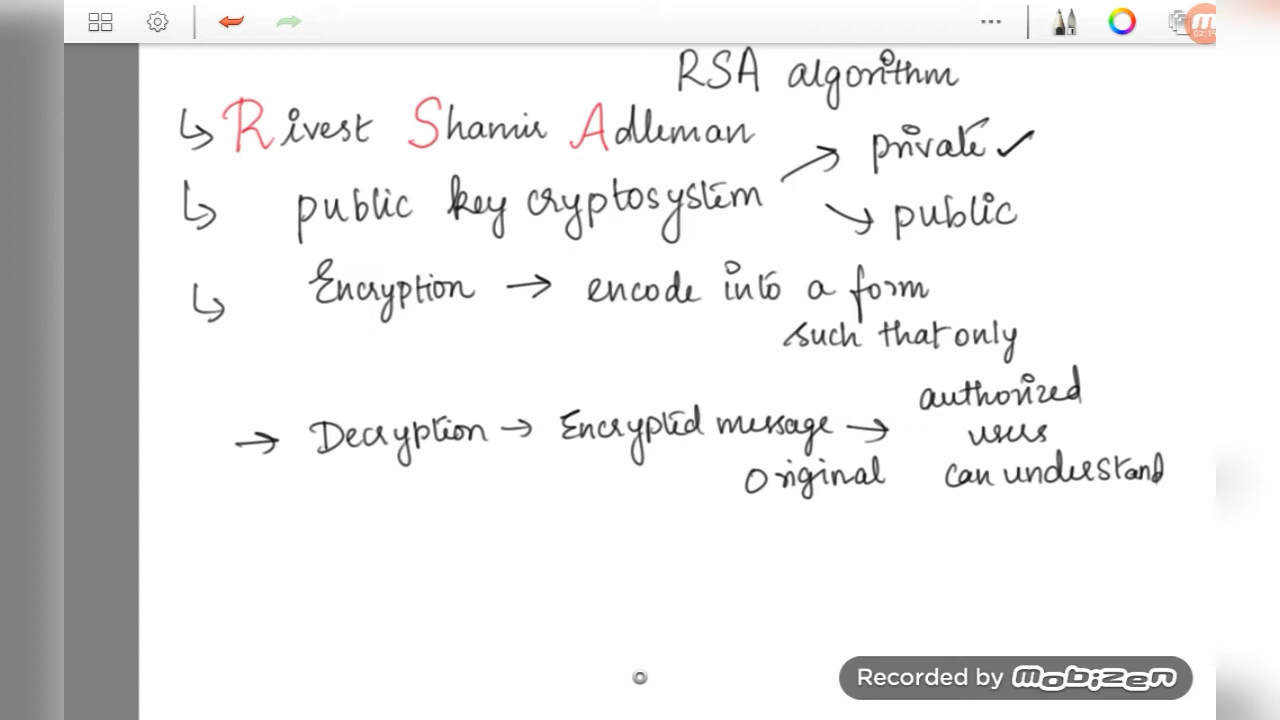 RSA algorithm
↳ Rivest Shamir Adleman
↳ public key cryptosystem → private ✓
→ public
↳ Encryption → encode into a form
such that only
authorized
users
can understand
→ Decryption → Encrypted message →
original
Recorded by mobizen